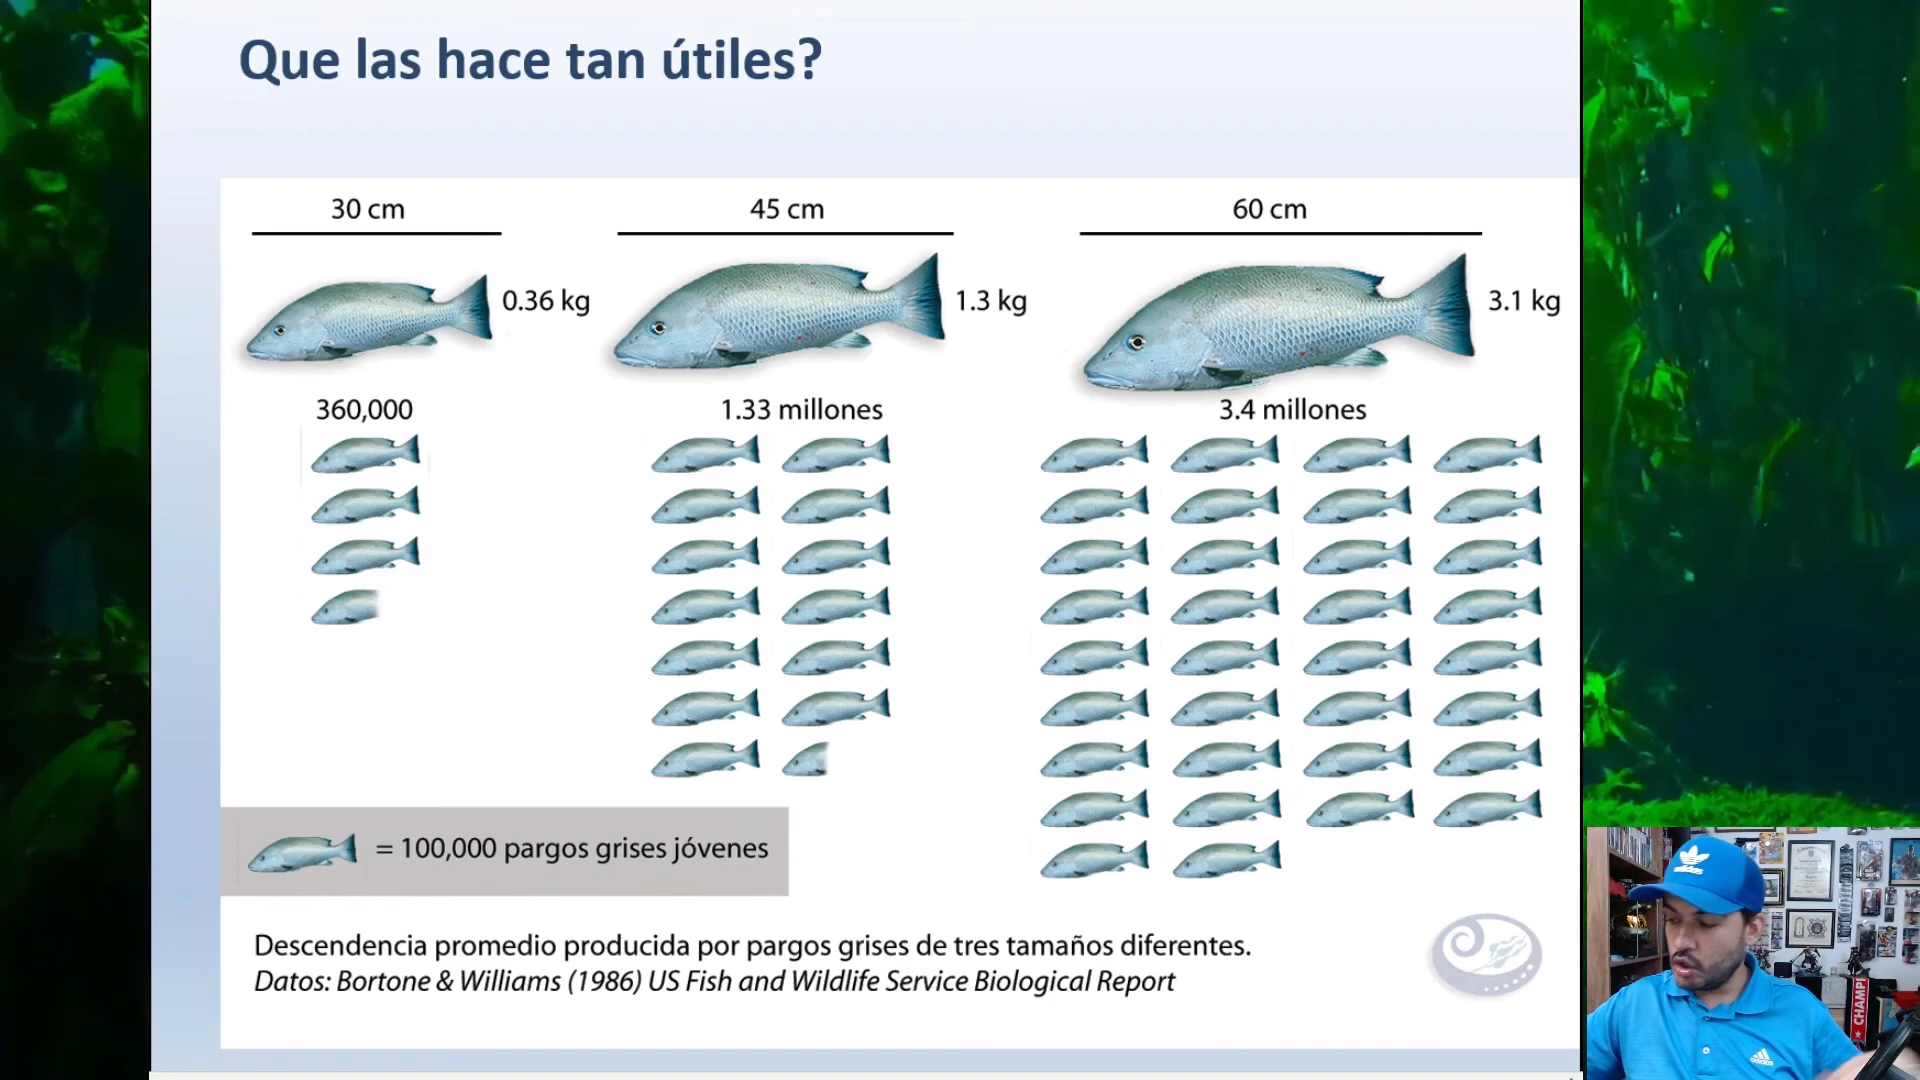 Que las hace tan útiles?
30 cm
45 cm
60 cm
0.36 kg
1.3 kg
3.1 kg
360,000
1.33 millones
3.4 millones
= 100,000 pargos grises jóvenes
Descendencia promedio producida por pargos grises de tres tamaños diferentes.
Datos: Bortone & Williams (1986) US Fish and Wildlife Service Biological Report
adidas
CHAMPI